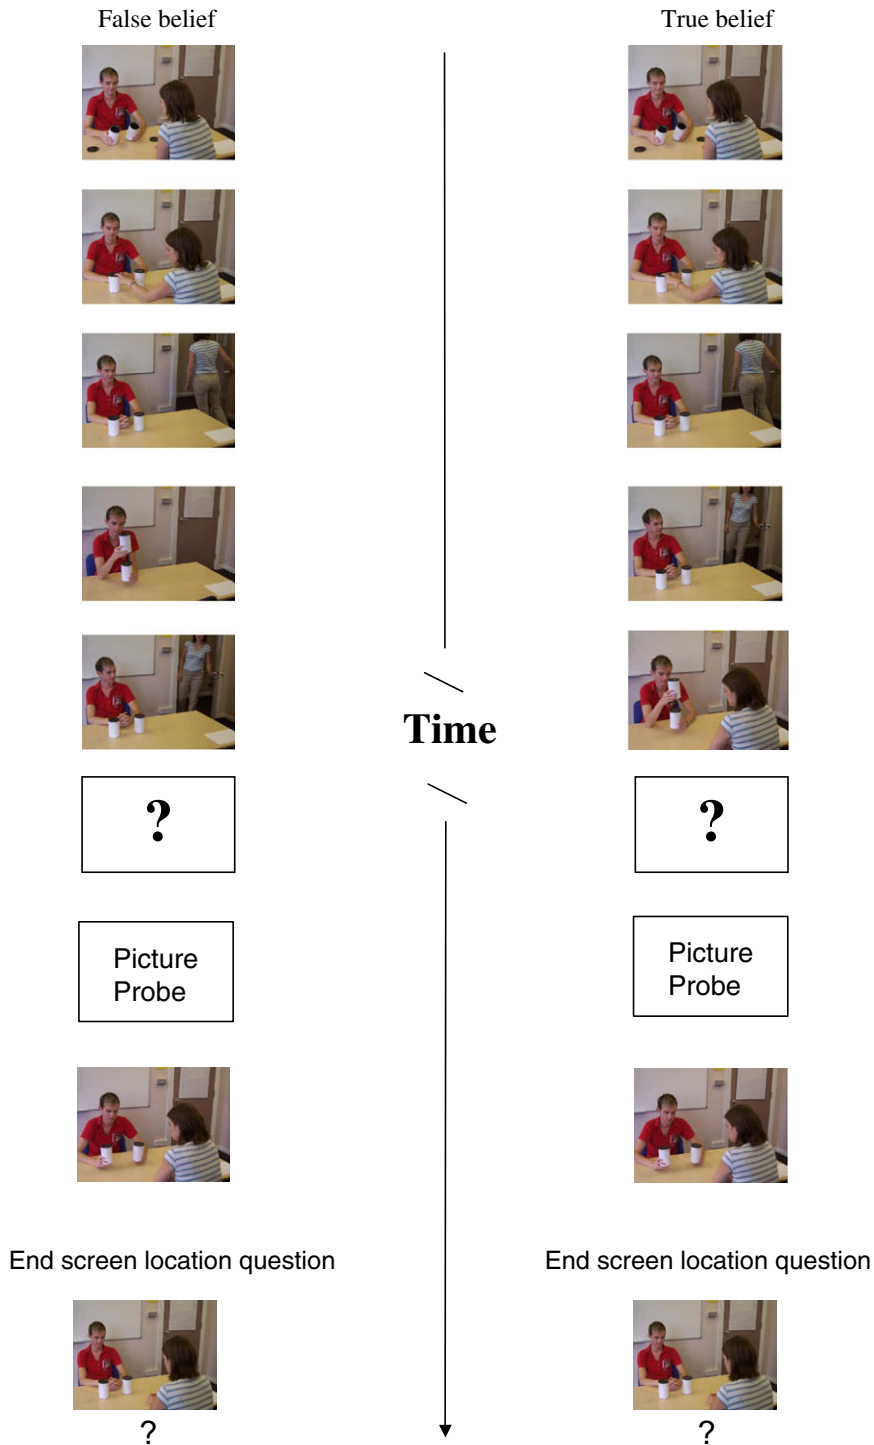 False belief
True belief
Time
?
?
Picture
Probe
Picture
Probe
End screen location question
End screen location question
?
?